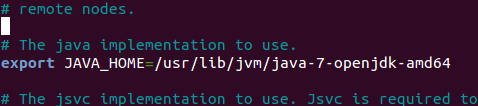 # remote nodes.
# The java implementation to use.
export JAVA_HOME=/usr/lib/jvm/java-7-openjdk-amd64
# The jsvc implementation to use. Jsvc is required to